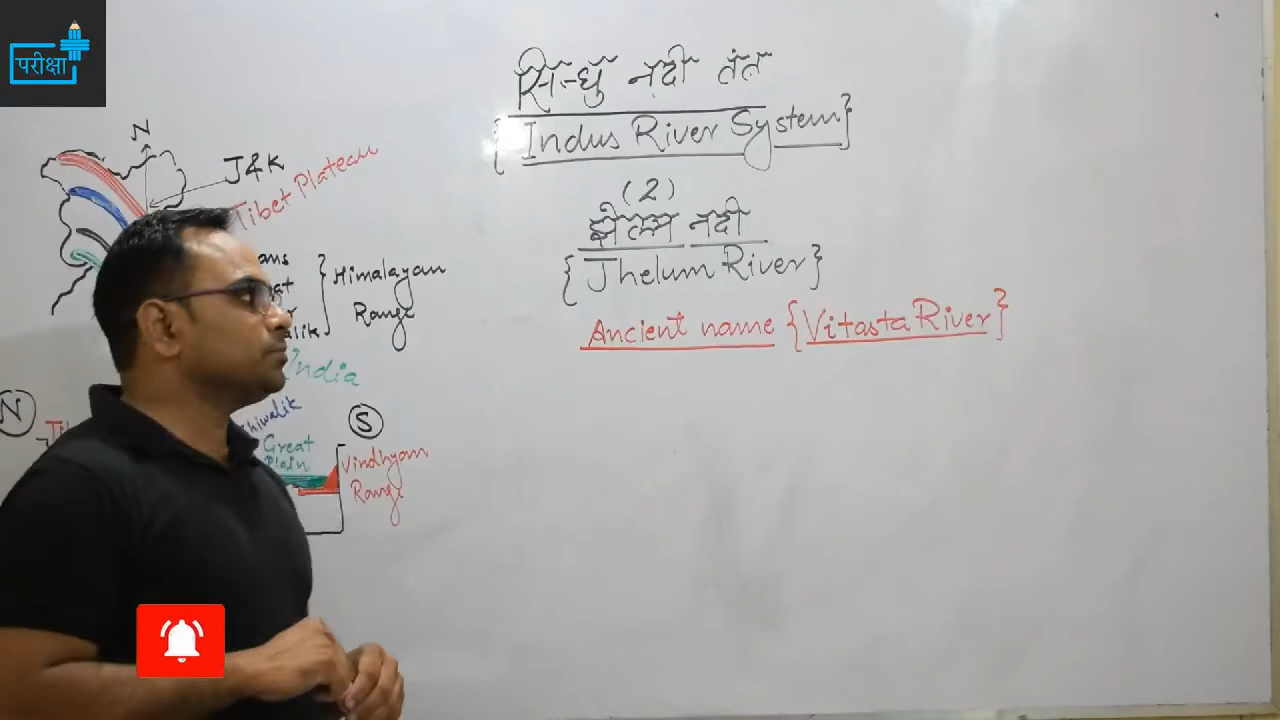 परीक्षा
सिन्धु नदी तंत्र
{Indus River System}
(2)
झेलम नदी
{Jhelum River}
Ancient name {Vitasta River}
N
J&K
Tibet Plateau
Himalayan
Range
India
N
S
Great
Plain
Vindhyan
Range